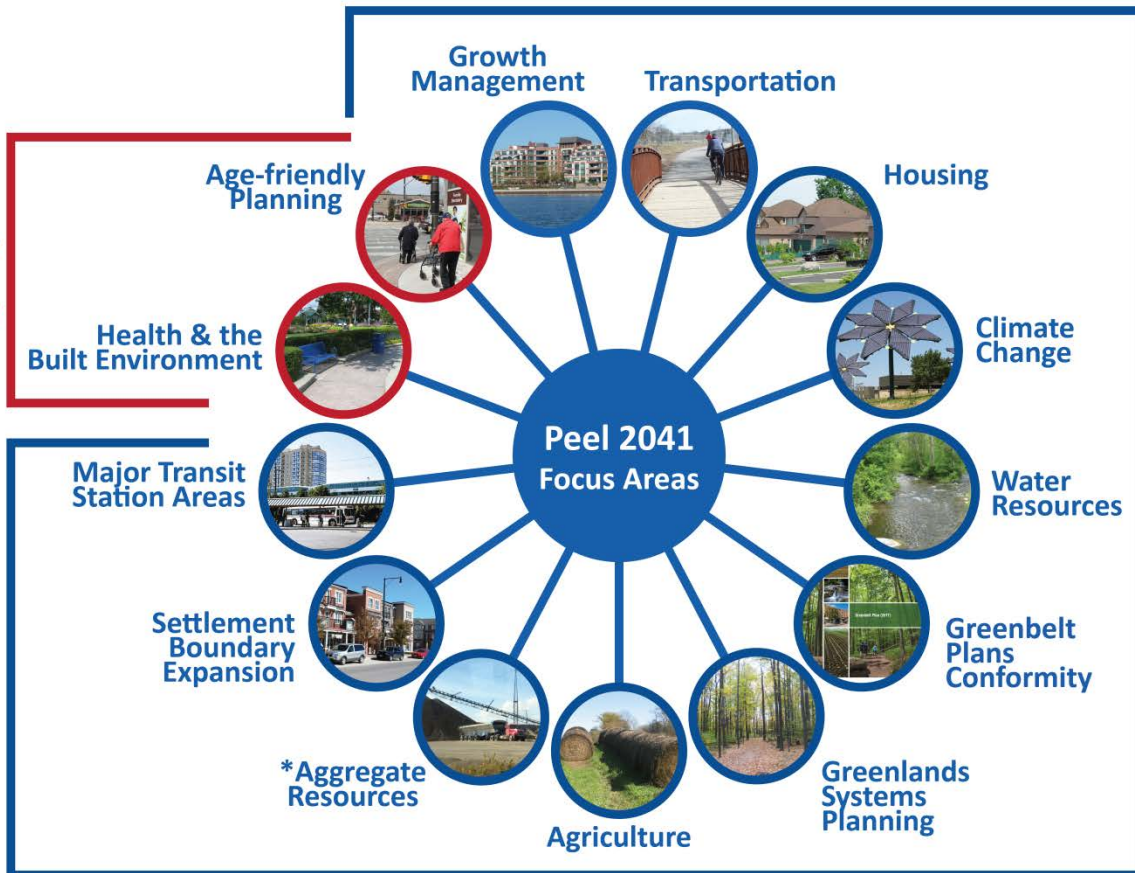 Growth
Management
Transportation
Age-friendly
Planning
Housing
Health & the
Built Environment
Climate
Change
Peel 2041
Focus Areas
Major Transit
Station Areas
Water
Resources
Settlement
Boundary
Expansion
Greenbelt
Plans
Conformity
*Aggregate
Resources
Agriculture
Greenlands
Systems
Planning